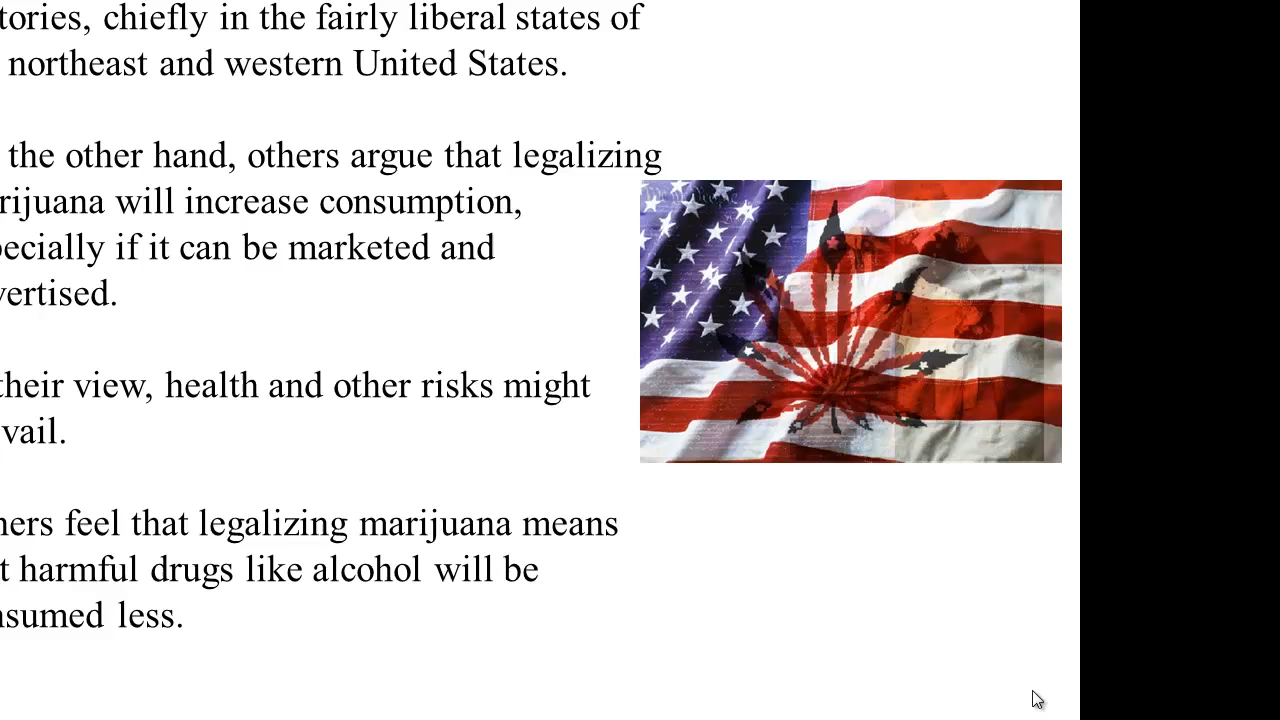 tories, chiefly in the fairly liberal states of
northeast and western United States.
the other hand, others argue that legalizing
rijuana will increase consumption,
pecially if it can be marketed and
vertised.
their view, health and other risks might
vail.
hers feel that legalizing marijuana means
t harmful drugs like alcohol will be
nsumed less.